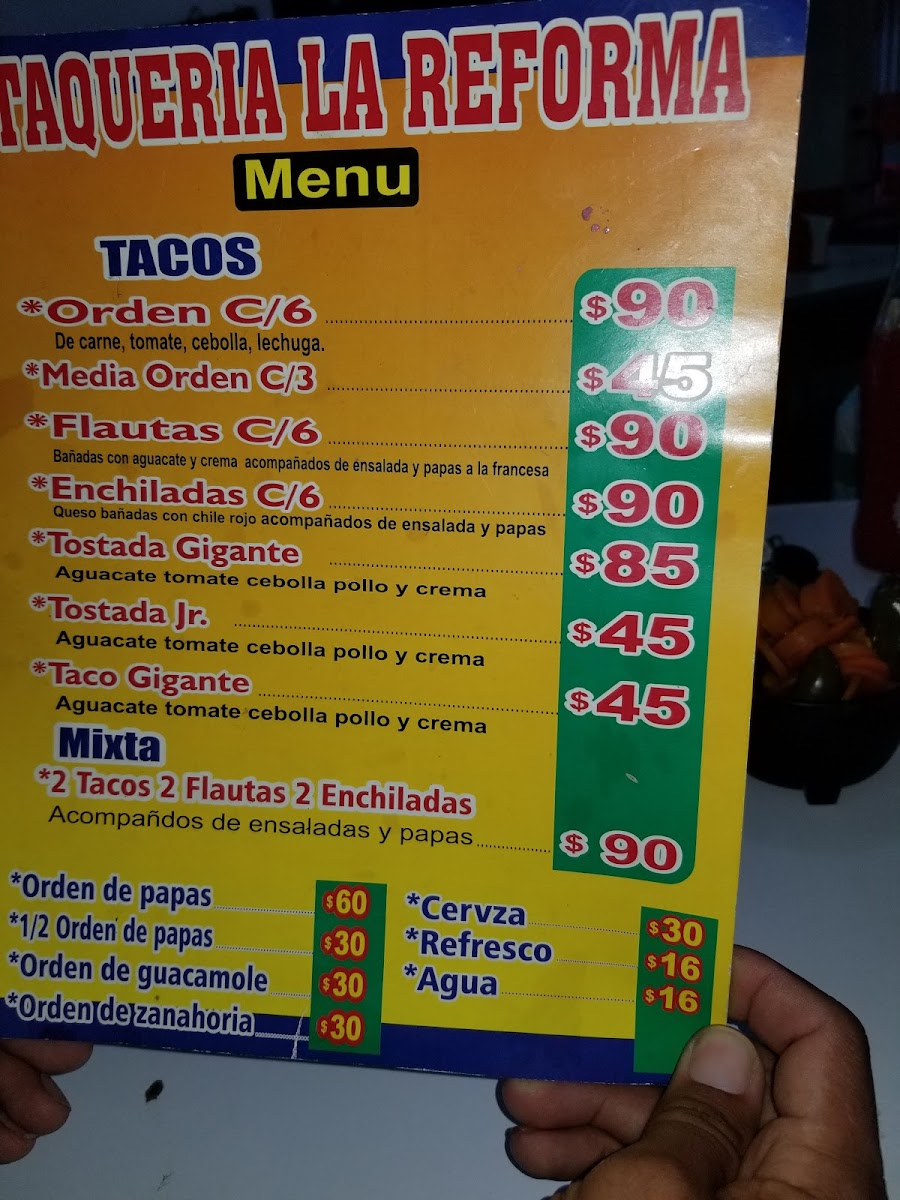 TAQUERIA LA REFORMA
Menu
TACOS
*Orden C/6 $90
De carne, tomate, cebolla, lechuga.
*Media Orden C/3 $45
*Flautas C/6 $90
Bañadas con aguacate y crema acompañados de ensalada y papas a la francesa
*Enchiladas C/6 $90
Queso bañadas con chile rojo acompañados de ensalada y papas
*Tostada Gigante $85
Aguacate tomate cebolla pollo y crema
*Tostada Jr. $45
Aguacate tomate cebolla pollo y crema
*Taco Gigante $45
Aguacate tomate cebolla pollo y crema
Mixta
*2 Tacos 2 Flautas 2 Enchiladas
Acompañdos de ensaladas y papas $90
*Orden de papas $60
*1/2 Orden de papas $30
*Orden de guacamole $30
*Orden de zanahoria $30
*Cervza $30
*Refresco $16
*Agua $16